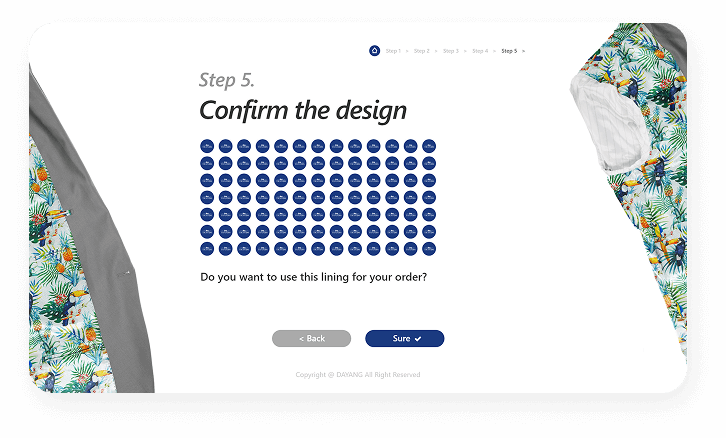 Step 1 > Step 2 > Step 3 > Step 4 > Step 5 >
Step 5.
Confirm the design
Do you want to use this lining for your order?
< Back
Sure ✔
Copyright @ DAYANG All Right Reserved